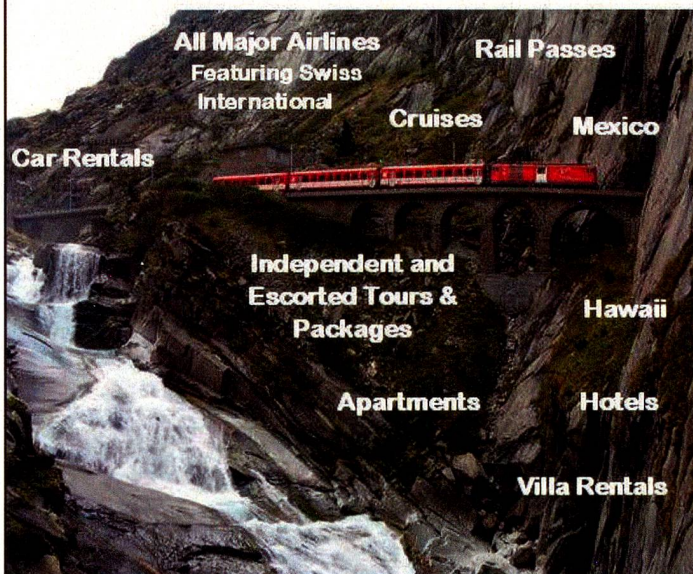 All Major Airlines
Featuring Swiss
International
Rail Passes
Cruises
Mexico
Car Rentals
Independent and
Escorted Tours &
Packages
Hawaii
Apartments
Hotels
Villa Rentals